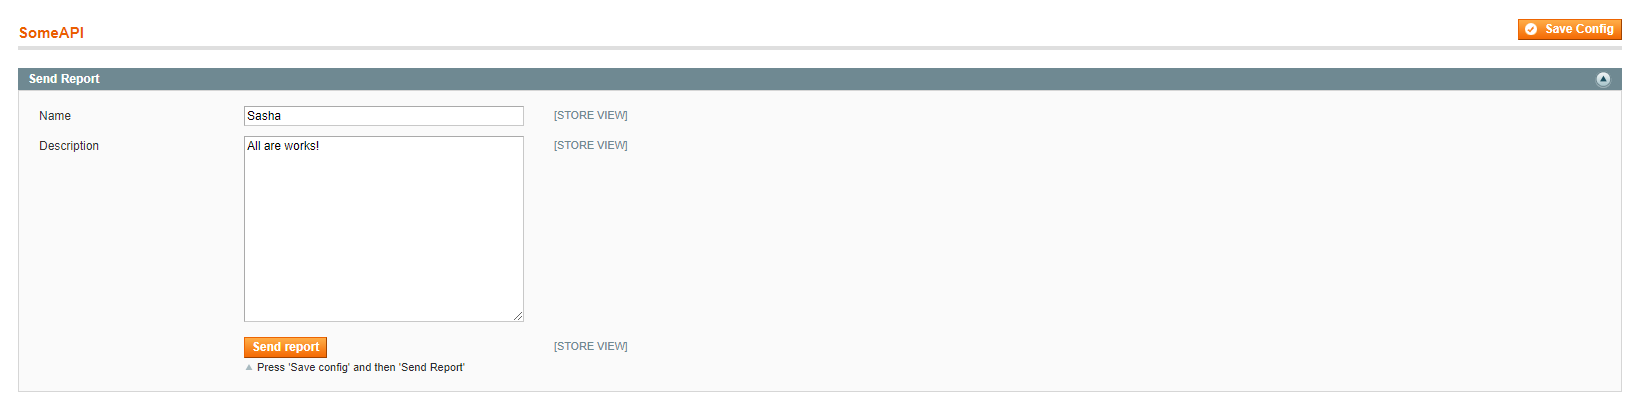 SomeAPI
Save Config
Send Report
Name
Sasha
[STORE VIEW]
Description
All are works!
[STORE VIEW]
Send report
[STORE VIEW]
Press 'Save config' and then 'Send Report'